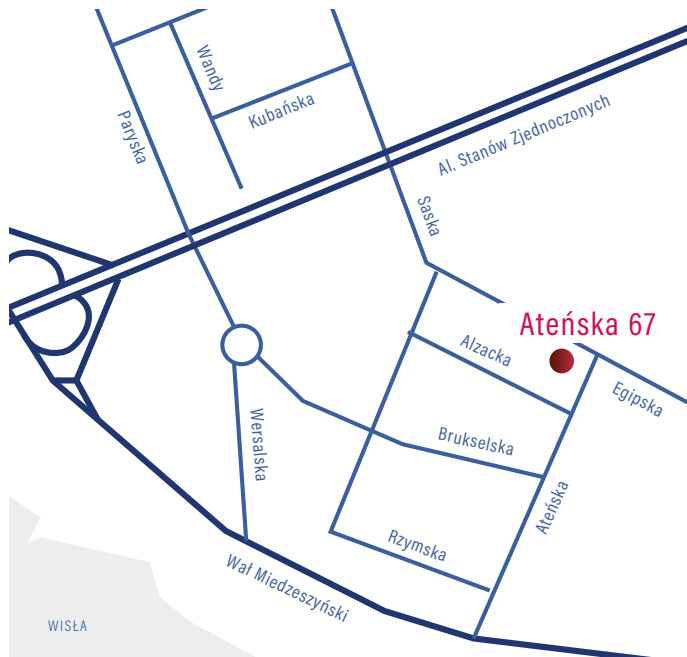 Wandy
Kubańska
Paryska
Al. Stanów Zjednoczonych
Saska
Ateńska 67
Alzacka
Egipska
Wersalska
Brukselska
Ateńska
Rzymska
Wał Miedzeszyński
WISŁA